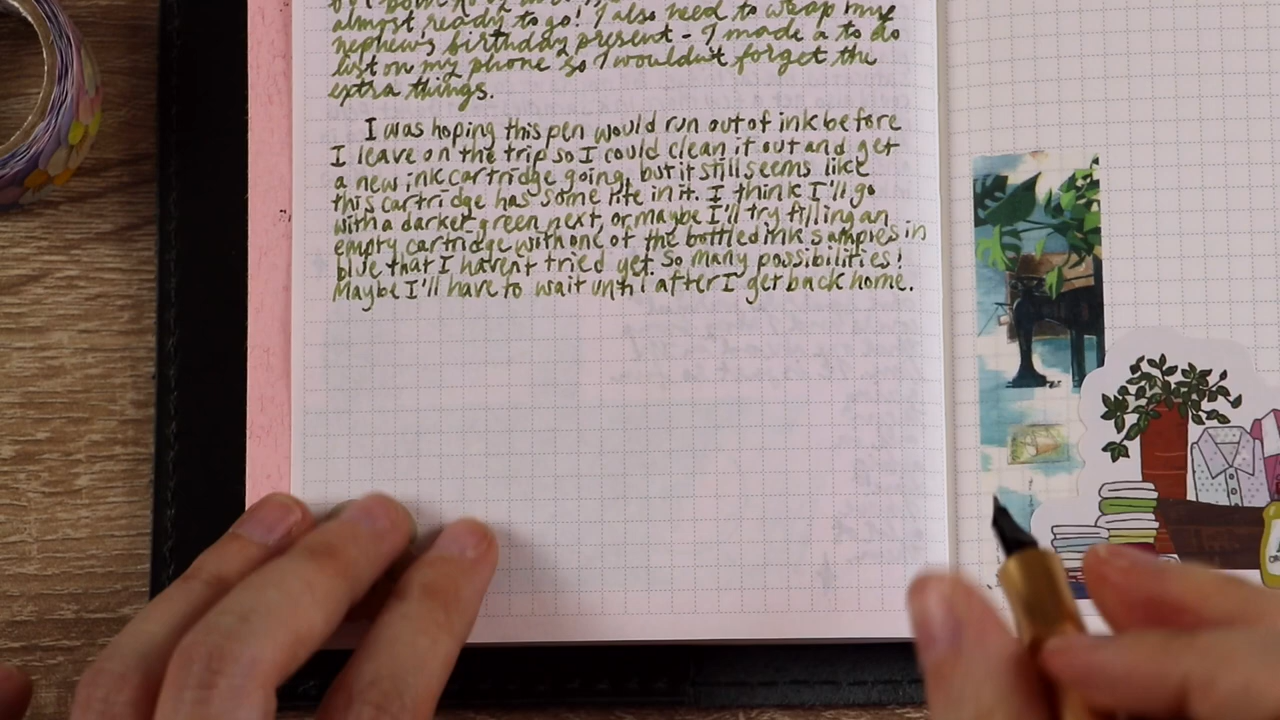 almost ready to go! I also need to wrap my
nephew's birthday present - I made a to do
list on my phone so I wouldn't forget the
extra things.
I was hoping this pen would run out of ink before
I leave on the trip so I could clean it out and get
a new ink cartridge going, but it still seems like
this cartridge has some life in it. I think I'll go
with a darker green next, or maybe I'll try filling an
empty cartridge with one of the bottled ink samples in
blue that I haven't tried yet. So many possibilities!
Maybe I'll have to wait until after I get back home.